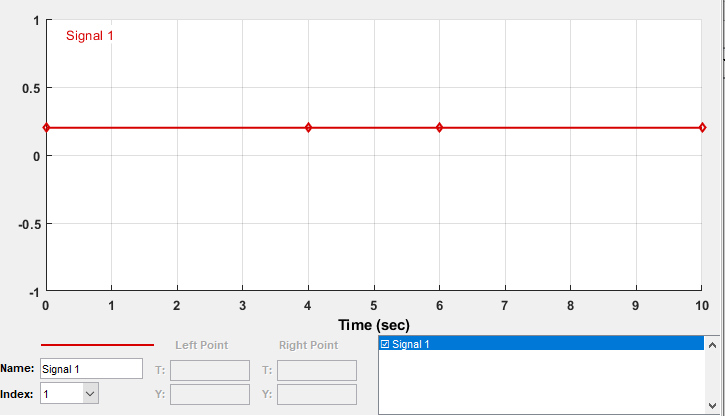 1
Signal 1
0.5
0
-0.5
-1
0 1 2 3 4 5 6 7 8 9 10
Time (sec)
Left Point Right Point
Signal 1
Name: Signal 1 T: T:
Index: 1 Y: Y: